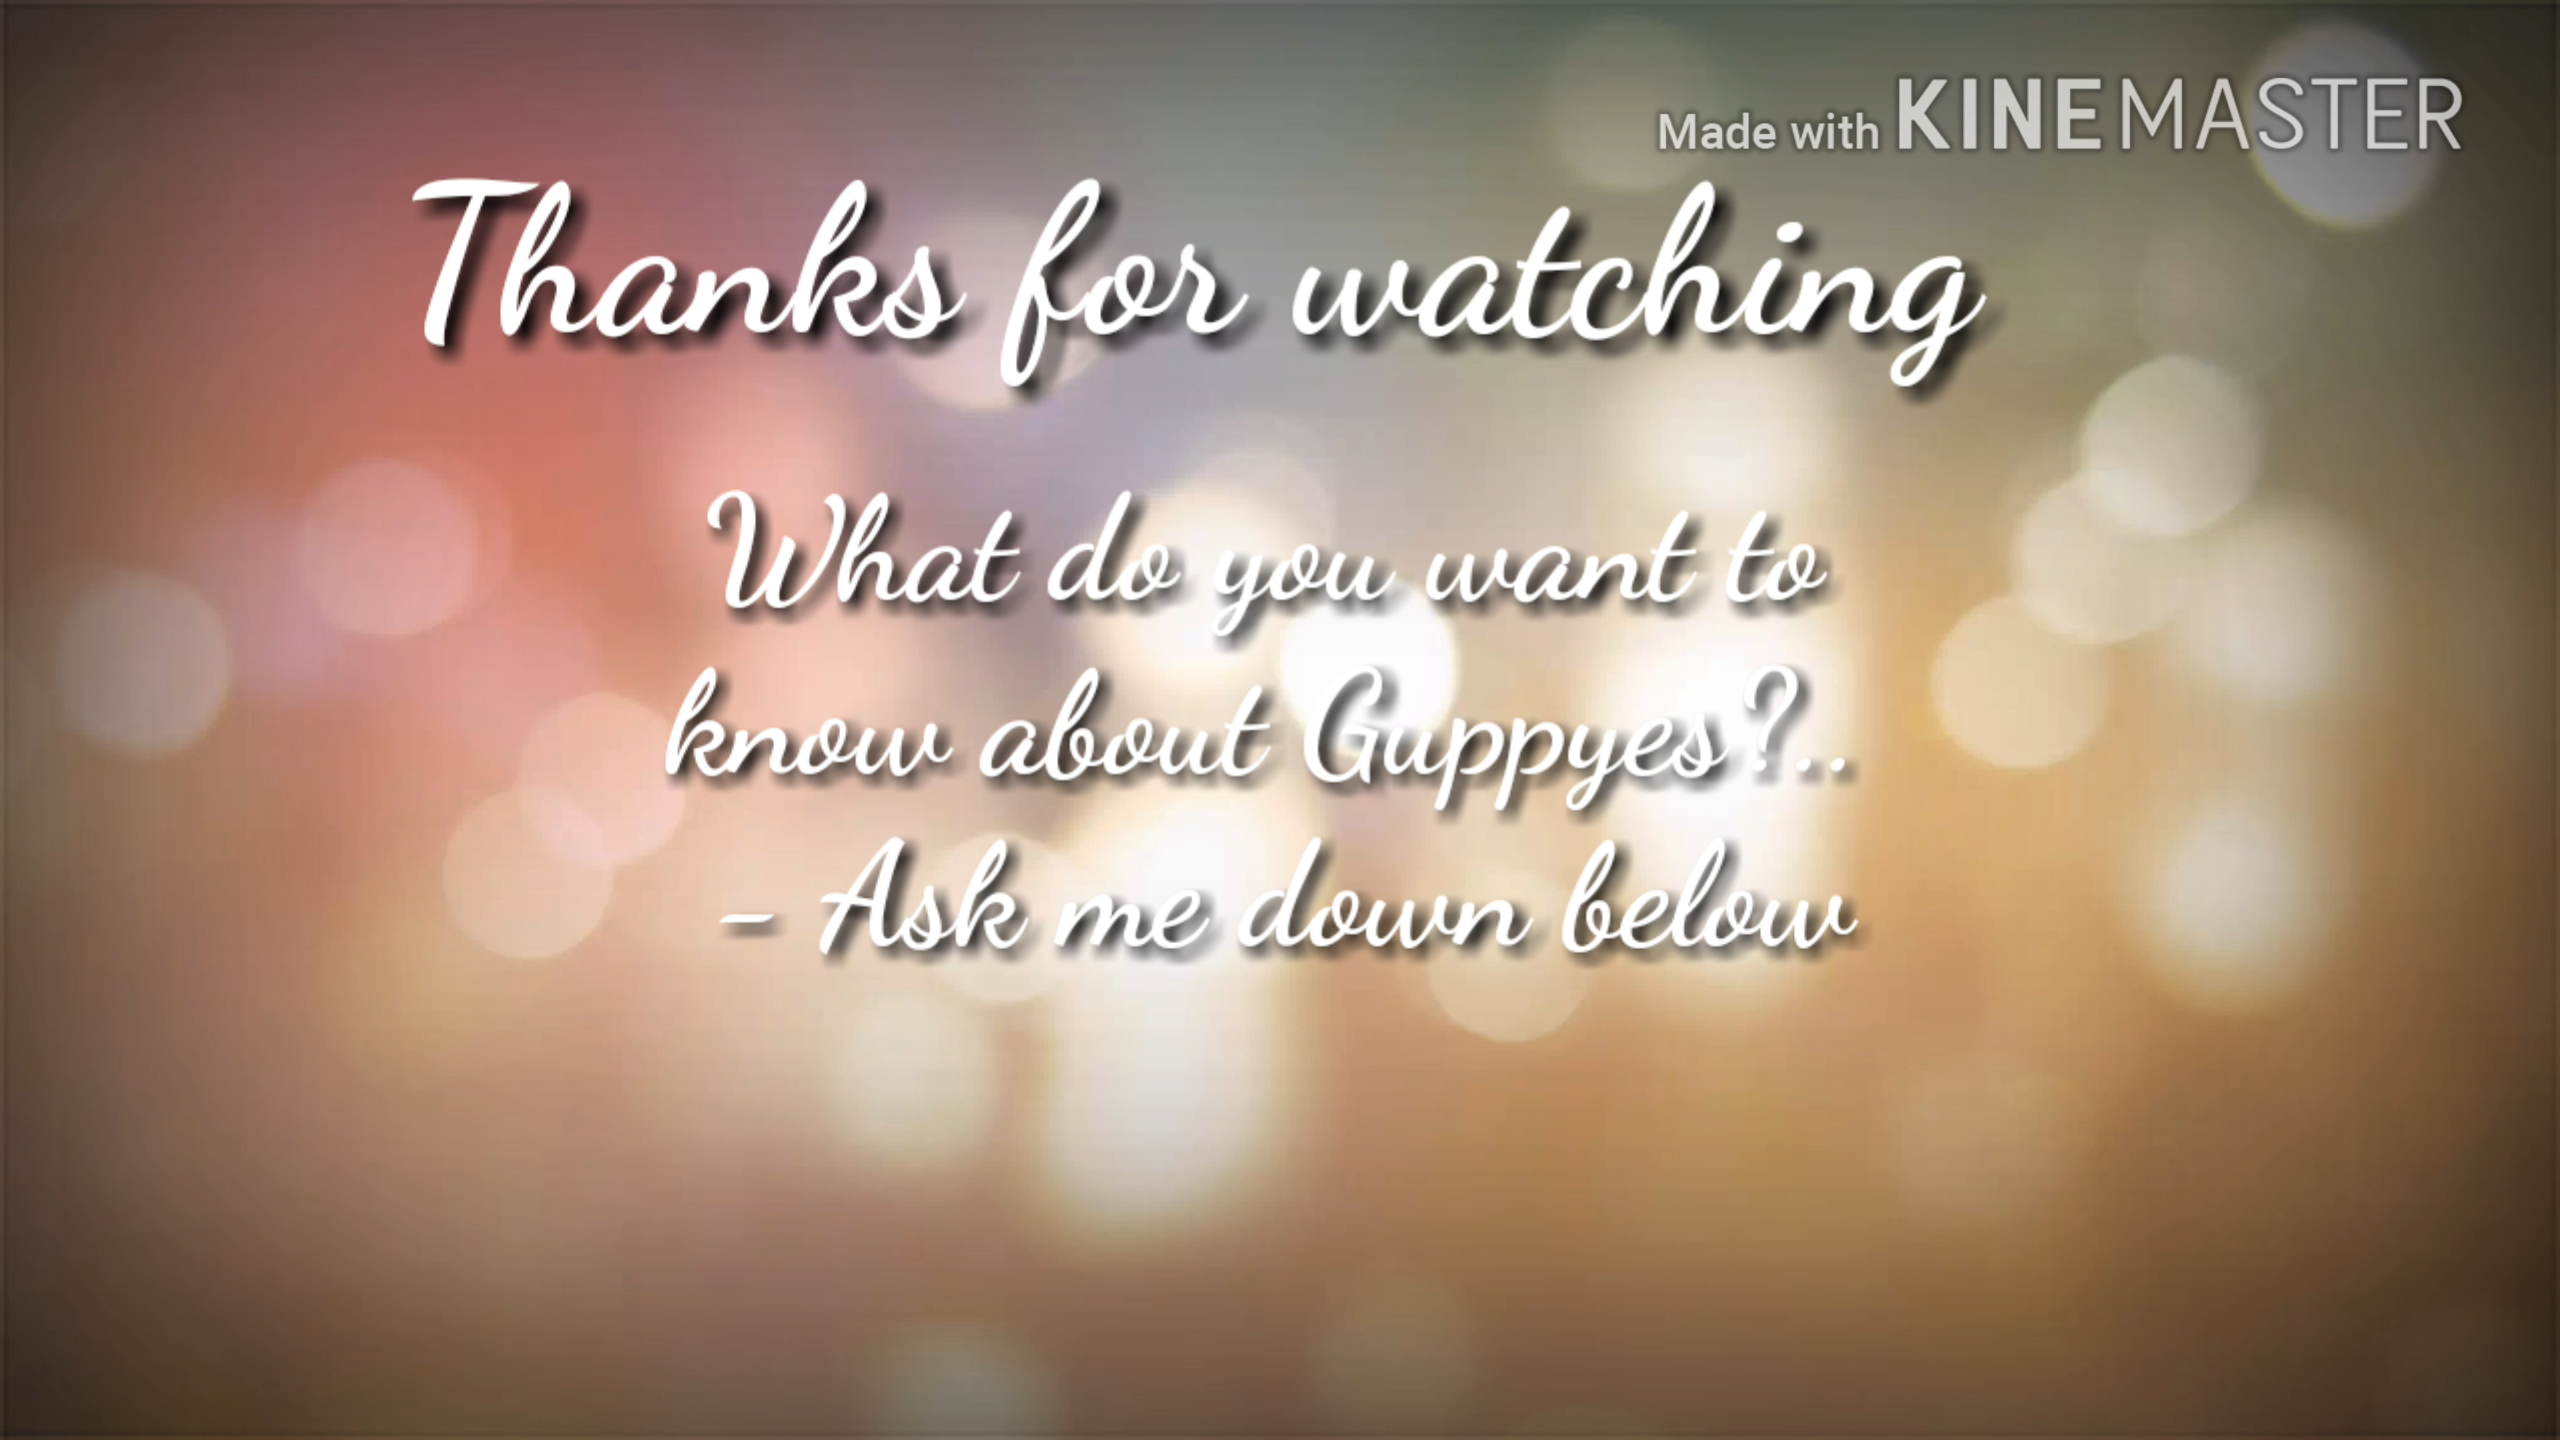 Made with KINEMASTER
Thanks for watching
What do you want to
know about Guppyes?..
- Ask me down below